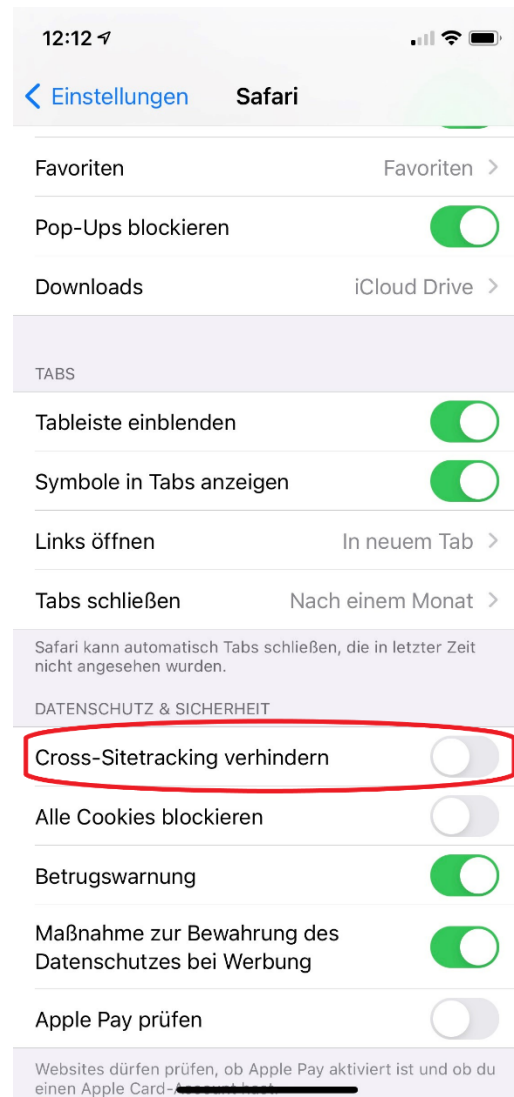 12:12
Einstellungen Safari
Favoriten Favoriten
Pop-Ups blockieren
Downloads iCloud Drive
TABS
Tableiste einblenden
Symbole in Tabs anzeigen
Links öffnen In neuem Tab
Tabs schließen Nach einem Monat
Safari kann automatisch Tabs schließen, die in letzter Zeit
nicht angesehen wurden.
DATENSCHUTZ & SICHERHEIT
Cross-Sitetracking verhindern
Alle Cookies blockieren
Betrugswarnung
Maßnahme zur Bewahrung des
Datenschutzes bei Werbung
Apple Pay prüfen
Websites dürfen prüfen, ob Apple Pay aktiviert ist und ob du
einen Apple Card-Account hast.